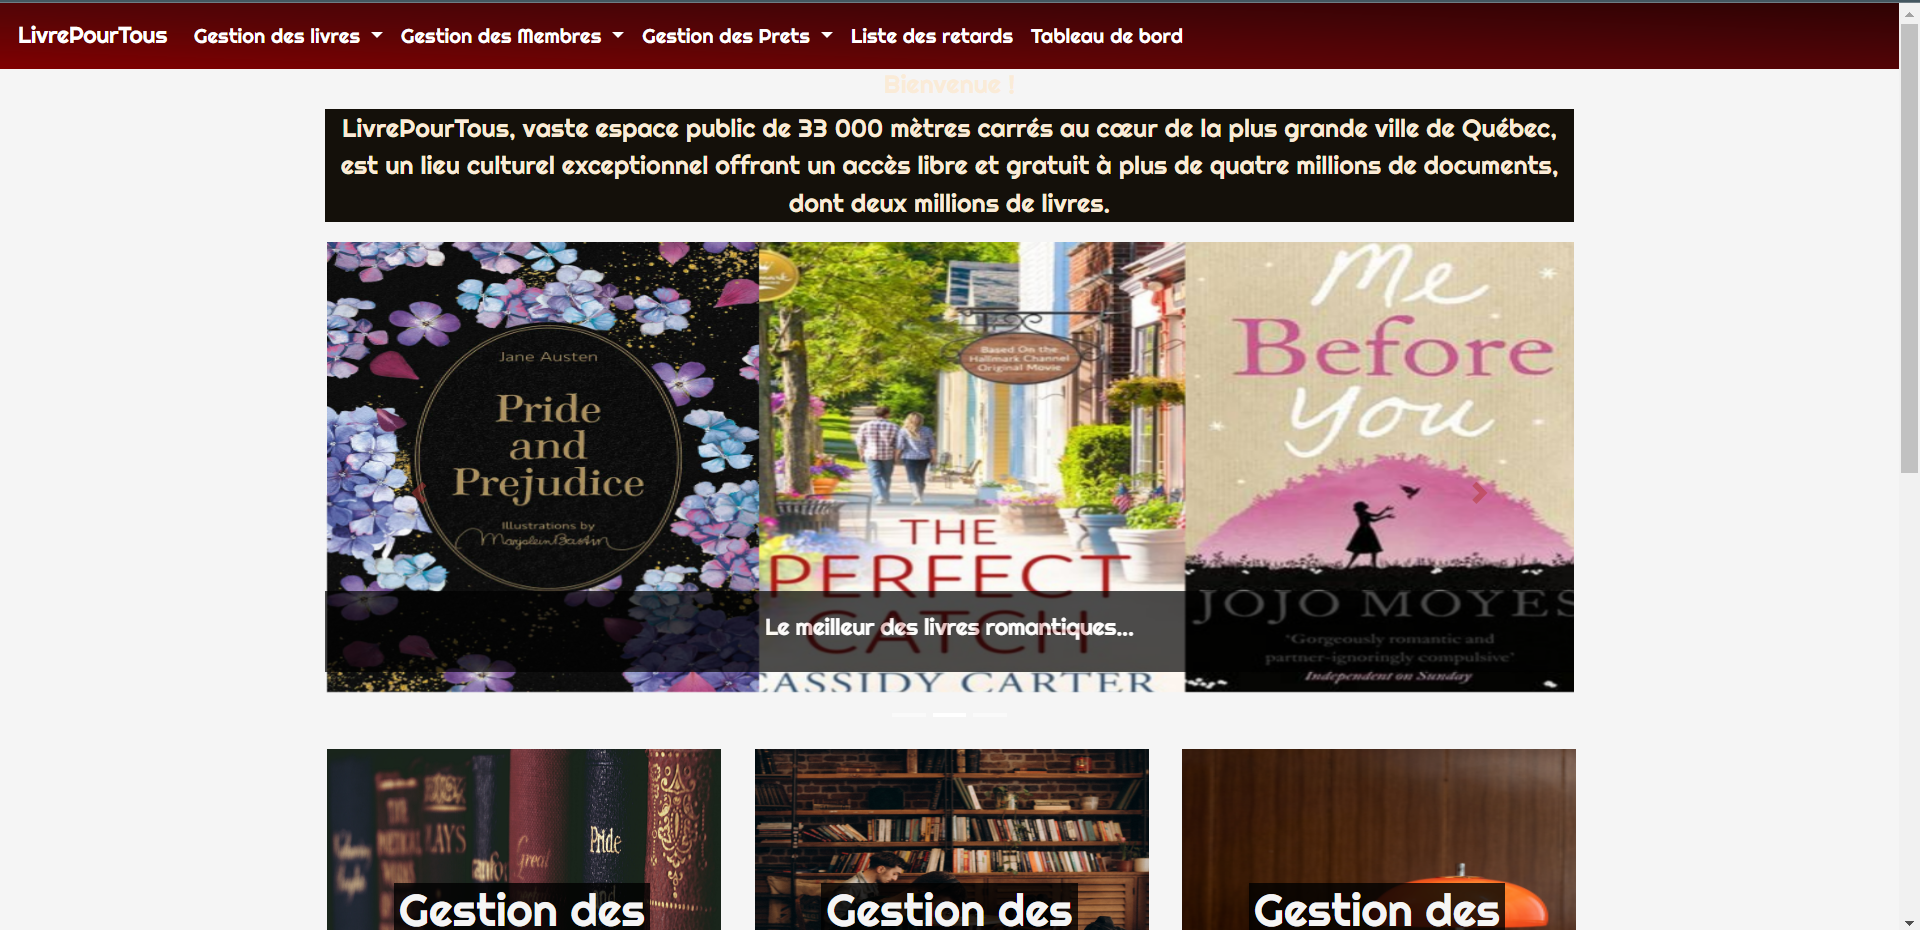 LivrePourTous Gestion des livres Gestion des Membres Gestion des Prets Liste des retards Tableau de bord
Bienvenue !
LivrePourTous, vaste espace public de 33 000 mètres carrés au cœur de la plus grande ville de Québec,
est un lieu culturel exceptionnel offrant un accès libre et gratuit à plus de quatre millions de documents,
dont deux millions de livres.
Jane Austen
Pride
and
Prejudice
Illustrations by
Marjolein Bastin
Based On the
Hallmark Channel
Original Movie
THE
PERFECT
CATCH
CASSIDY CARTER
Me
Before
you
JOJO MOYES
'Gorgeously romantic and
partner-ignoringly compulsive'
Independent on Sunday
Le meilleur des livres romantiques...
Great
Pride
and
Gestion des
Gestion des
Gestion des